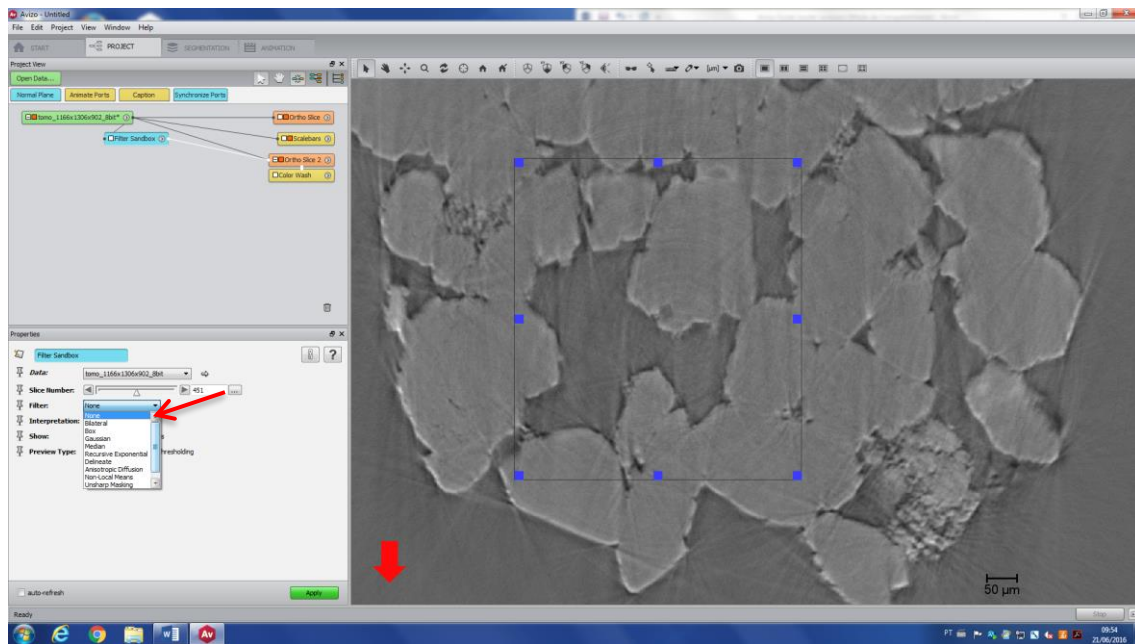 Avizo - Untitled
File Edit Project View Window Help
START PROJECT SEGMENTATION ANIMATION
Project View
Open Data...
Normal Plane Animate Ports Caption Synchronize Ports
tomo_1166x1306x902_8bit*
Ortho Slice
Filter Sandbox
Scalebars
Ortho Slice 2
Color Wash
Properties
Filter Sandbox
?
Data: tomo_1166x1306x902_8bit
Slice Number: 451 ...
Filter: None
None
Bilateral
Box
Gaussian
Median
Recursive Exponential
Delineate
Anisotropic Diffusion
Non-Local Means
Unsharp Masking
Interpretation:
Show:
Preview Type: hresholding
[µm]
50 µm
auto-refresh
Apply
Ready
Stop
PT
09:54
21/06/2016